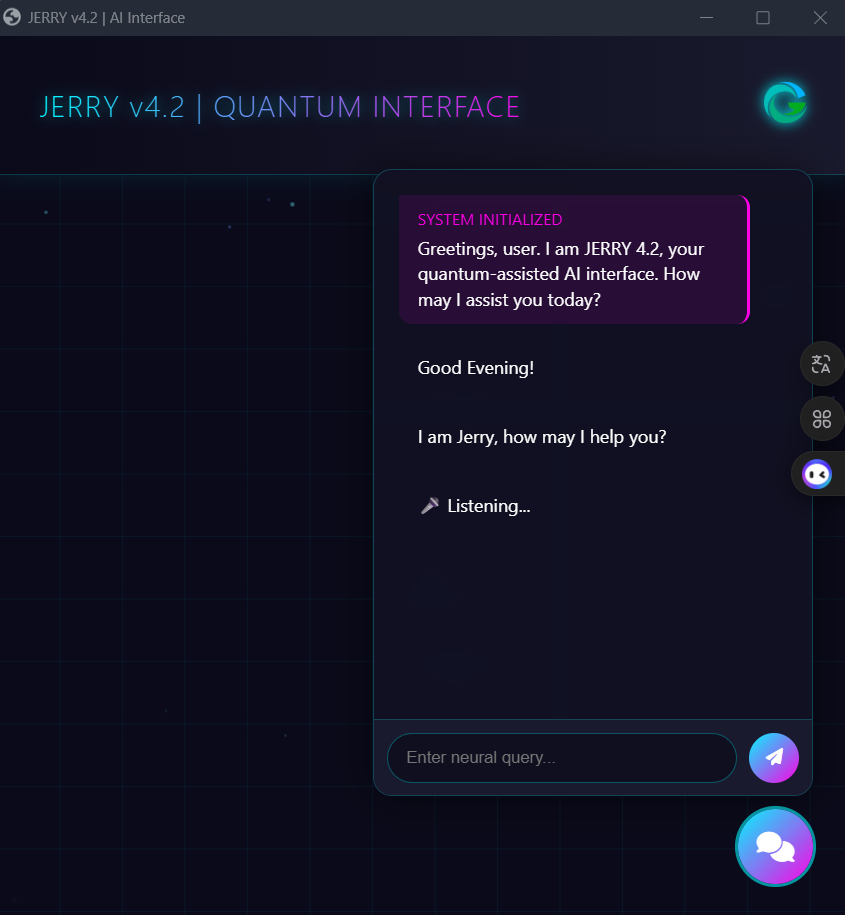 JERRY v4.2 | AI Interface
JERRY v4.2 | QUANTUM INTERFACE
SYSTEM INITIALIZED
Greetings, user. I am JERRY 4.2, your
quantum-assisted AI interface. How
may I assist you today?
Good Evening!
I am Jerry, how may I help you?
🎤 Listening...
Enter neural query...